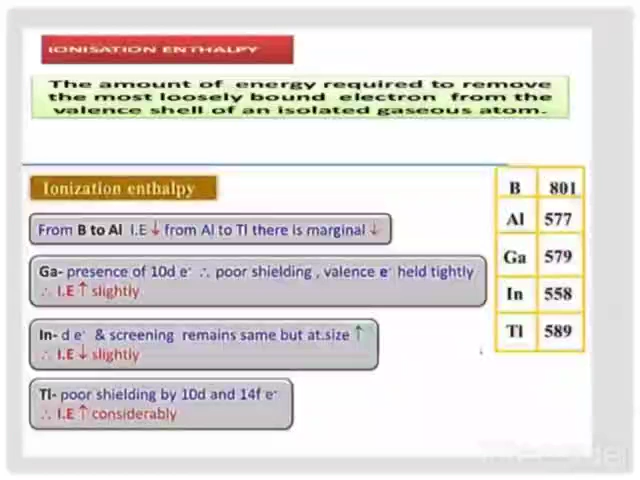 IONISATION ENTHALPY
The amount of energy required to remove
the most loosely bound electron from the
valence shell of an isolated gaseous atom.
Ionization enthalpy
From B to Al I.E ↓ from Al to Tl there is marginal ↓
Ga- presence of 10d e⁻ ∴ poor shielding , valence e⁻ held tightly
∴ I.E ↑ slightly
In- d e⁻ & screening remains same but at.size ↑
∴ I.E ↓ slightly
Tl- poor shielding by 10d and 14f e⁻
∴ I.E ↑ considerably
B 801
Al 577
Ga 579
In 558
Tl 589